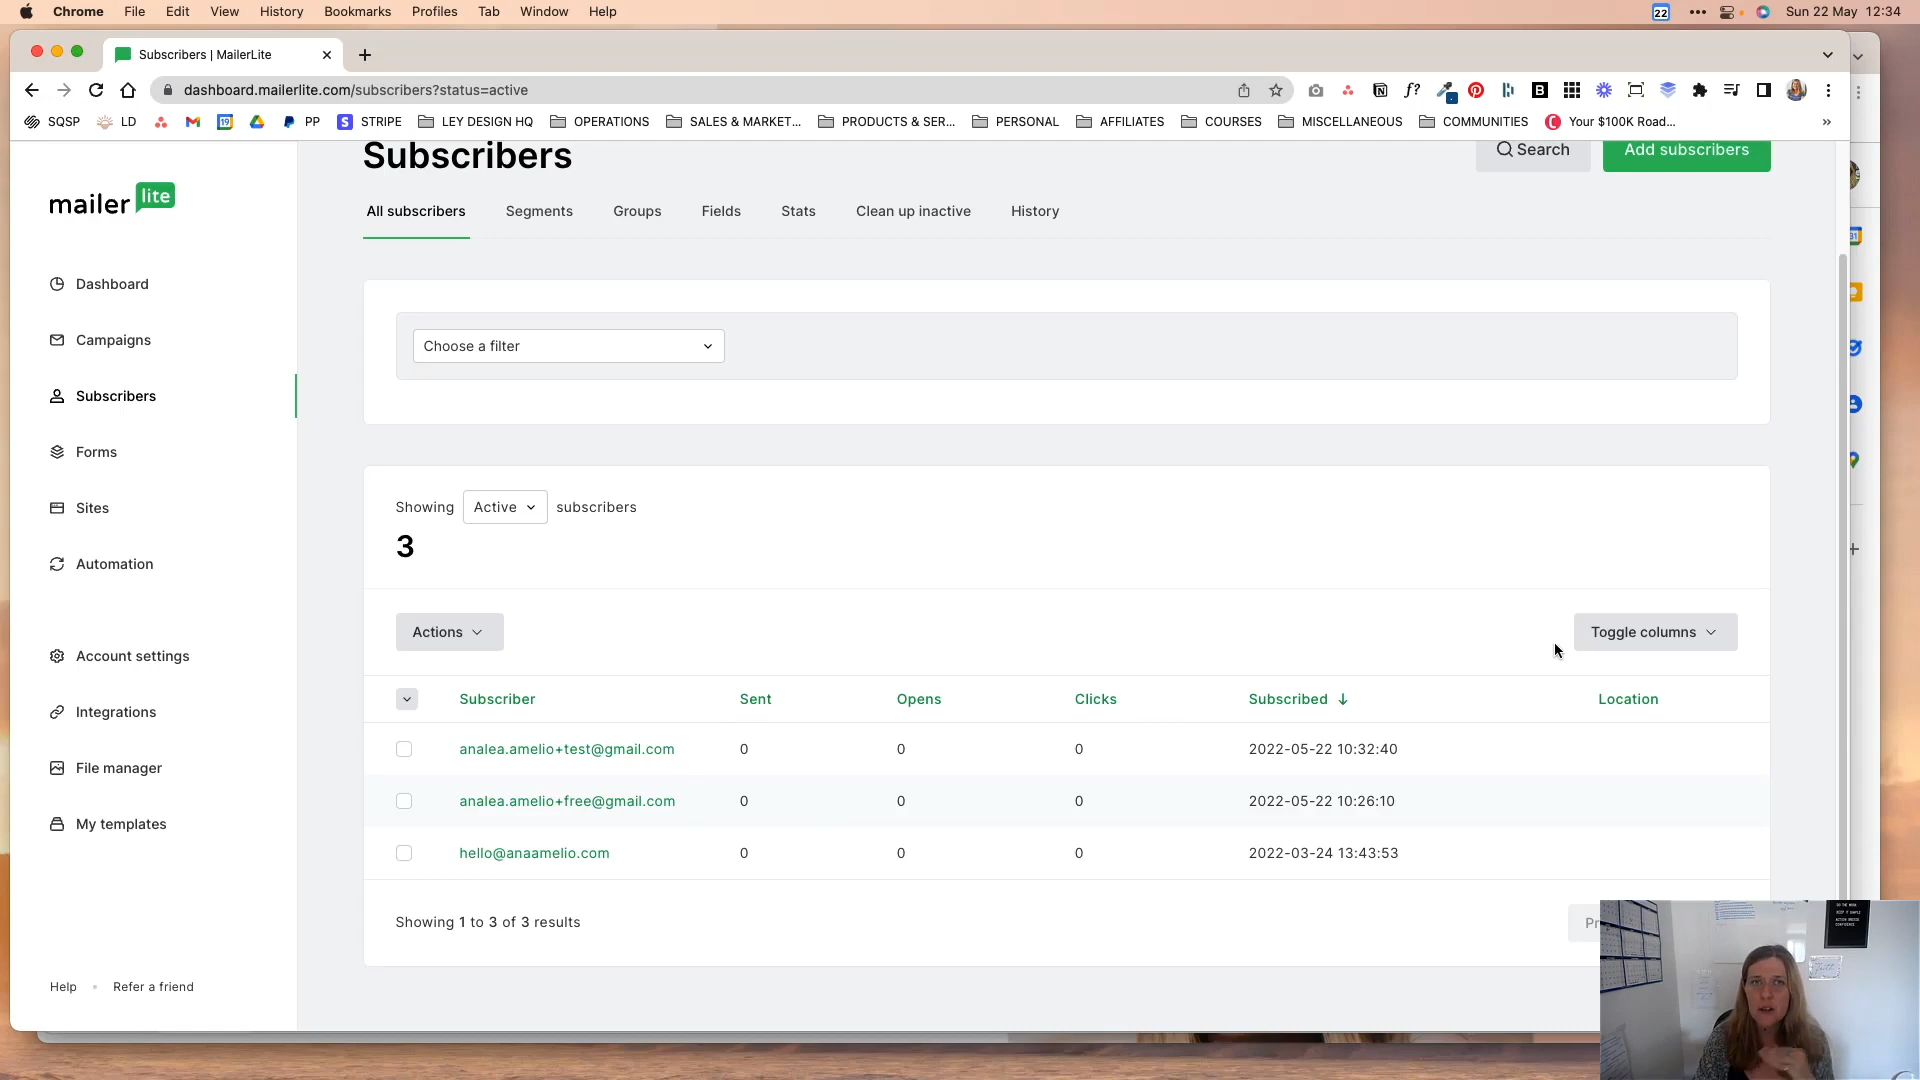 Chrome File Edit View History Bookmarks Profiles Tab Window Help 22 Sun 22 May 12:34
Subscribers | MailerLite
dashboard.mailerlite.com/subscribers?status=active
SQSP LD 19 PP STRIPE LEY DESIGN HQ OPERATIONS SALES & MARKET... PRODUCTS & SER... PERSONAL AFFILIATES COURSES MISCELLANEOUS COMMUNITIES Your $100K Road... »
mailer lite
Subscribers
Search
Add subscribers
All subscribers Segments Groups Fields Stats Clean up inactive History
Dashboard
Campaigns
Subscribers
Forms
Sites
Automation
Account settings
Integrations
File manager
My templates
Help • Refer a friend
Choose a filter
Showing Active subscribers
3
Actions
Toggle columns
Subscriber Sent Opens Clicks Subscribed ↓ Location
analea.amelio+test@gmail.com 0 0 0 2022-05-22 10:32:40
analea.amelio+free@gmail.com 0 0 0 2022-05-22 10:26:10
hello@anaamelio.com 0 0 0 2022-03-24 13:43:53
Showing 1 to 3 of 3 results